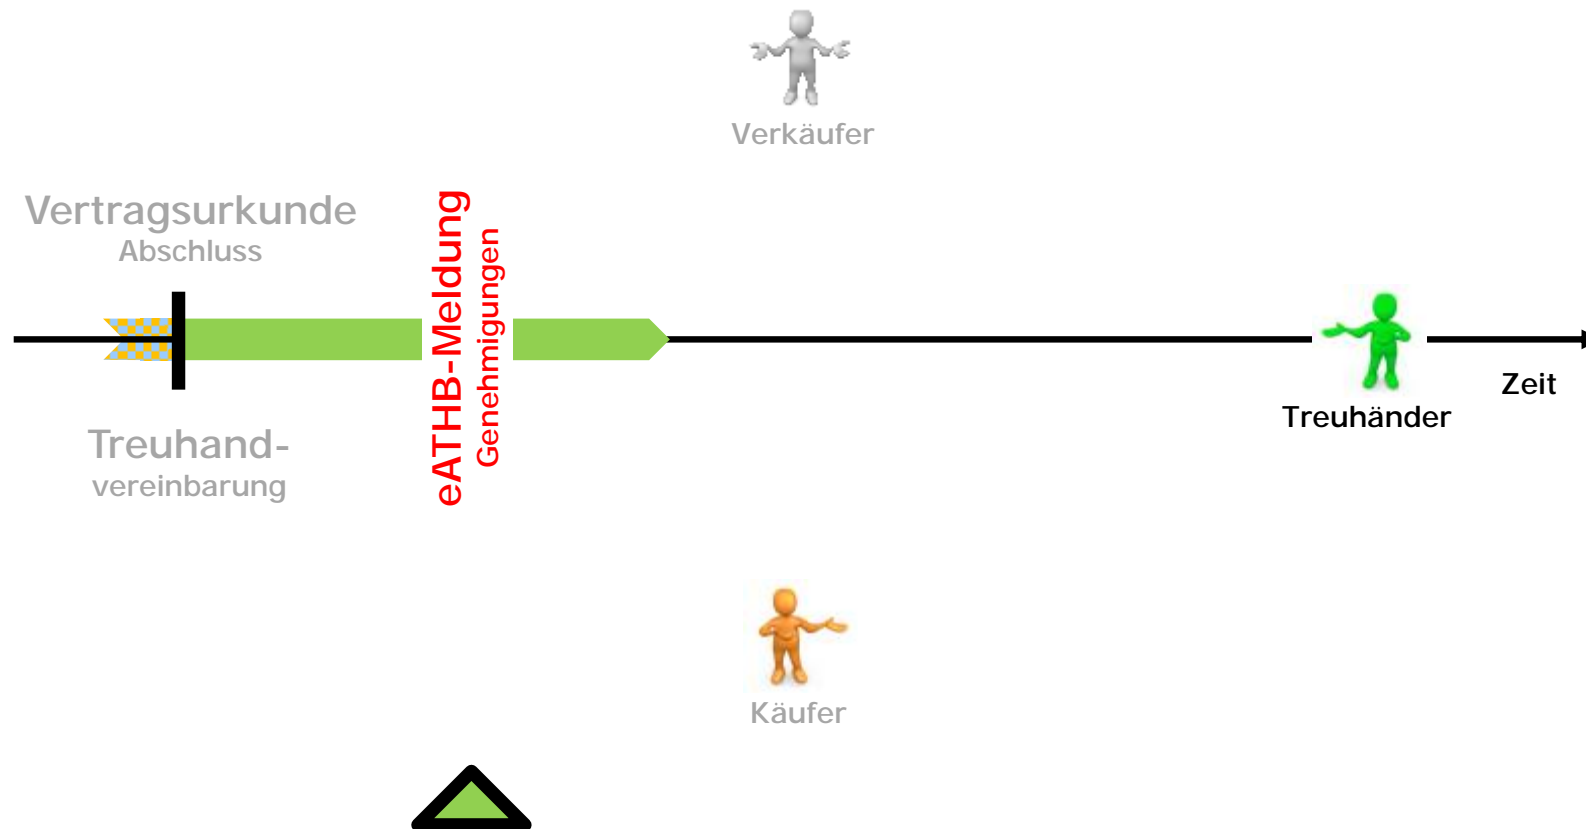 Verkäufer
Vertragsurkunde
Abschluss
eATHB-Meldung
Genehmigungen
Zeit
Treuhänder
Treuhand-
vereinbarung
Käufer